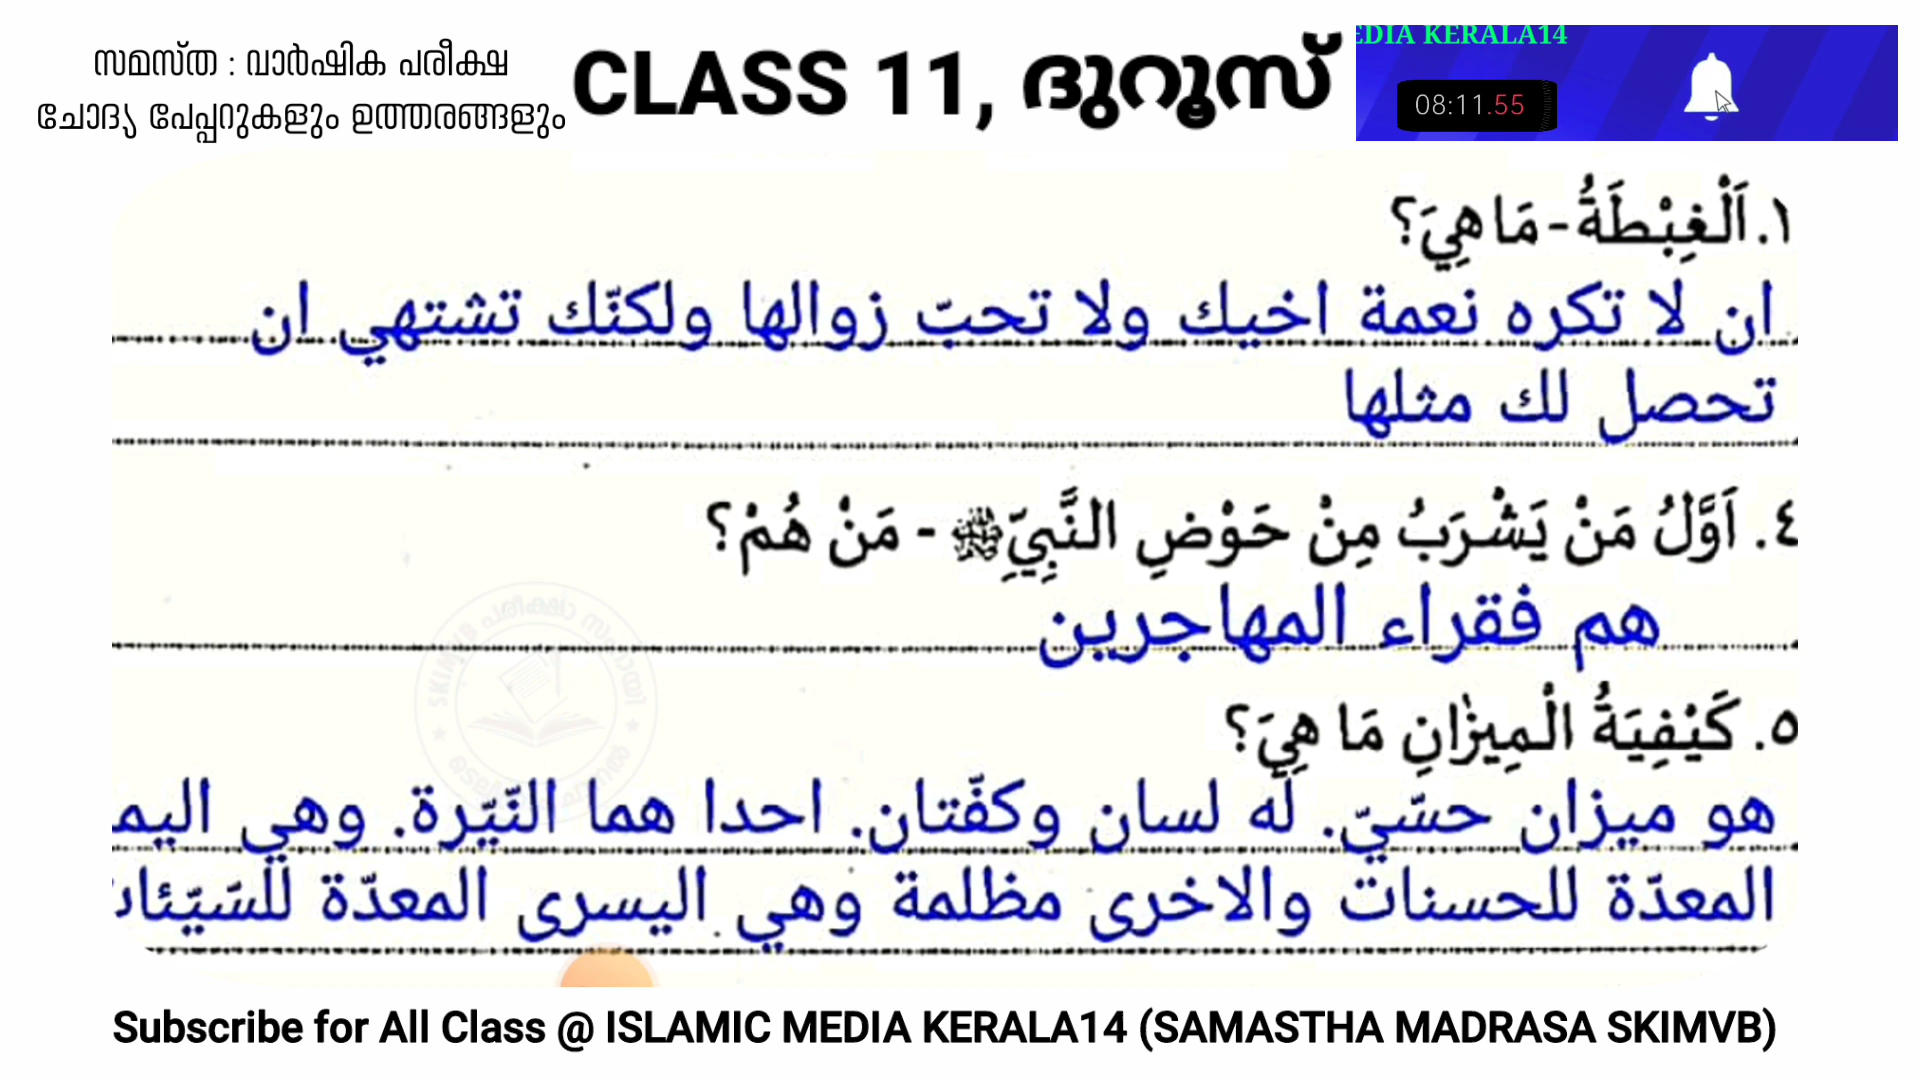 സമസ്ത : വാർഷിക പരീക്ഷ
ചോദ്യ പേപ്പറുകളും ഉത്തരങ്ങളും
CLASS 11, ദുറൂസ്
EDIA KERALA14
08:11.55
١. اَلْغِبْطَةُ - مَا هِيَ؟
ان لا تكره نعمة اخيك ولا تحبّ زوالها ولكنّك تشتهي ان
تحصل لك مثلها
٤. اَوَّلُ مَنْ يَشْرَبُ مِنْ حَوْضِ النَّبِيِّ ﷺ - مَنْ هُمْ؟
هم فقراء المهاجرين
٥. كَيْفِيَةُ الْمِيزَانِ مَا هِيَ؟
هو ميزان حسّيّ. له لسان وكفّتان. احدا هما النّيّرة. وهي اليم
المعدّة للحسنات والاخرى مظلمة وهي اليسرى المعدّة للسّيّئات
Subscribe for All Class @ ISLAMIC MEDIA KERALA14 (SAMASTHA MADRASA SKIMVB)